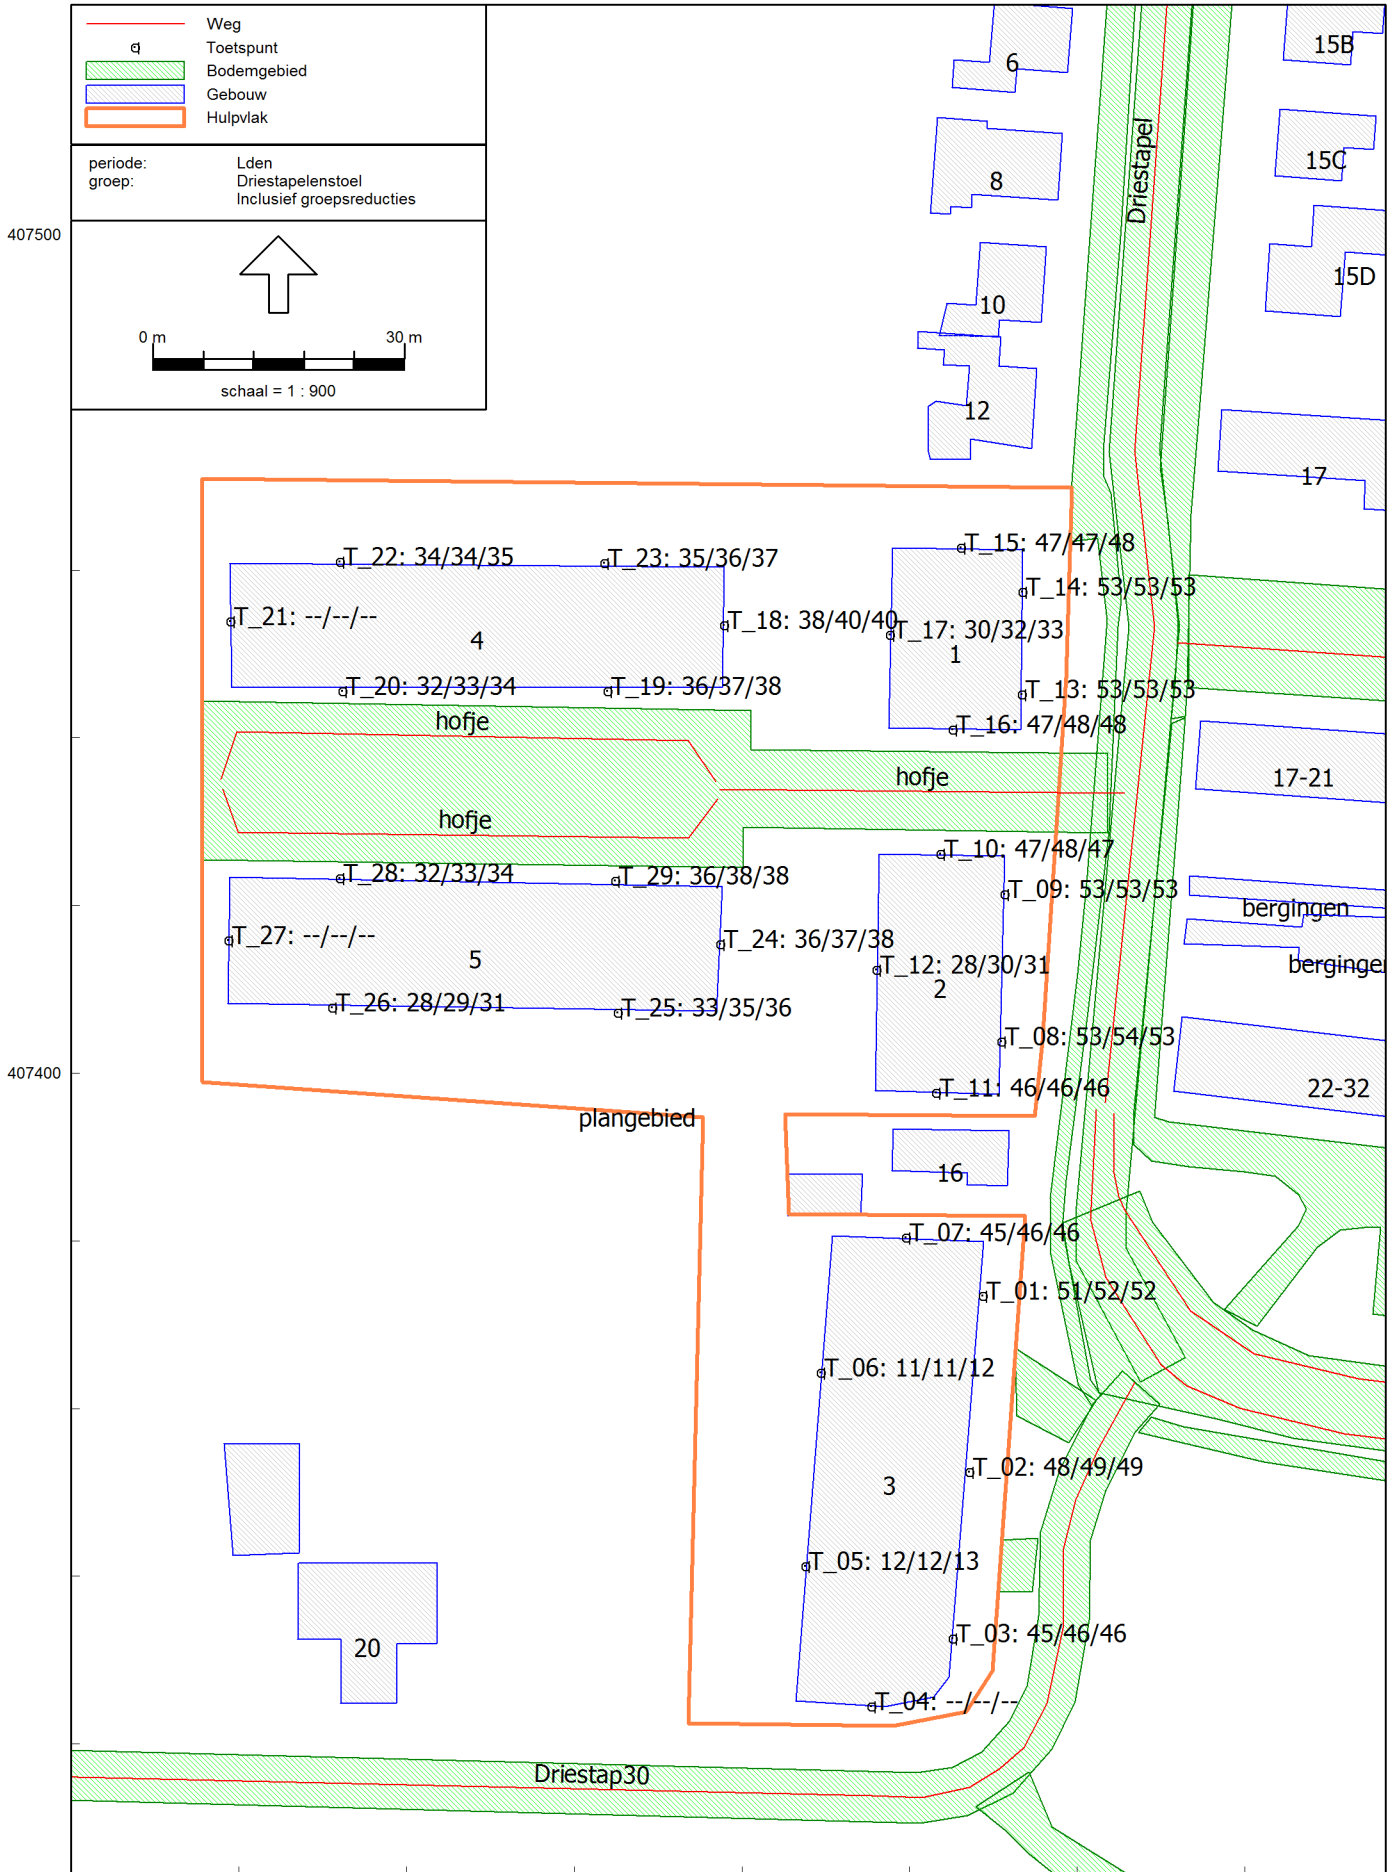 Weg
Toetspunt
Bodemgebied
Gebouw
Hulpvlak
periode: Lden
groep: Driestapelenstoel
Inclusief groepsreducties
0 m 30 m
schaal = 1 : 900
407500
407400
6
15B
8
Driestapel
15C
10
15D
12
17
T_15: 47/47/48
T_22: 34/34/35
T_23: 35/36/37
T_14: 53/53/53
T_21: --/--/--
T_18: 38/40/40
T_17: 30/32/33
4
1
T_20: 32/33/34
T_19: 36/37/38
T_13: 53/53/53
hofje
T_16: 47/48/48
hofje
17-21
hofje
T_10: 47/48/47
T_28: 32/33/34
T_29: 36/38/38
T_09: 53/53/53
bergingen
T_27: --/--/--
T_24: 36/37/38
5
T_12: 28/30/31
bergingen
2
T_26: 28/29/31
T_25: 33/35/36
T_08: 53/54/53
T_11: 46/46/46
22-32
plangebied
16
T_07: 45/46/46
T_01: 51/52/52
T_06: 11/11/12
T_02: 48/49/49
3
T_05: 12/12/13
T_03: 45/46/46
20
T_04: --/--/--
Driestap30